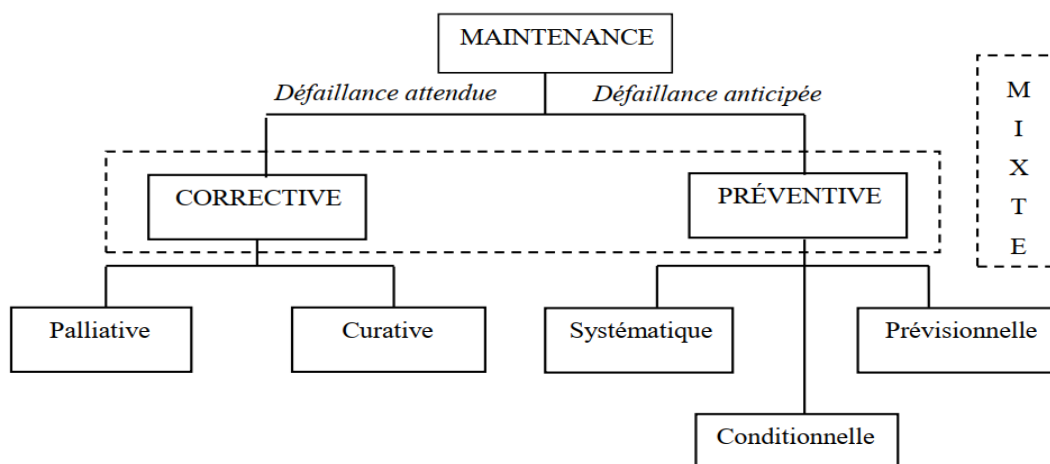 MAINTENANCE
Défaillance attendue
Défaillance anticipée
M
I
X
T
E
CORRECTIVE
PRÉVENTIVE
Palliative
Curative
Systématique
Prévisionnelle
Conditionnelle